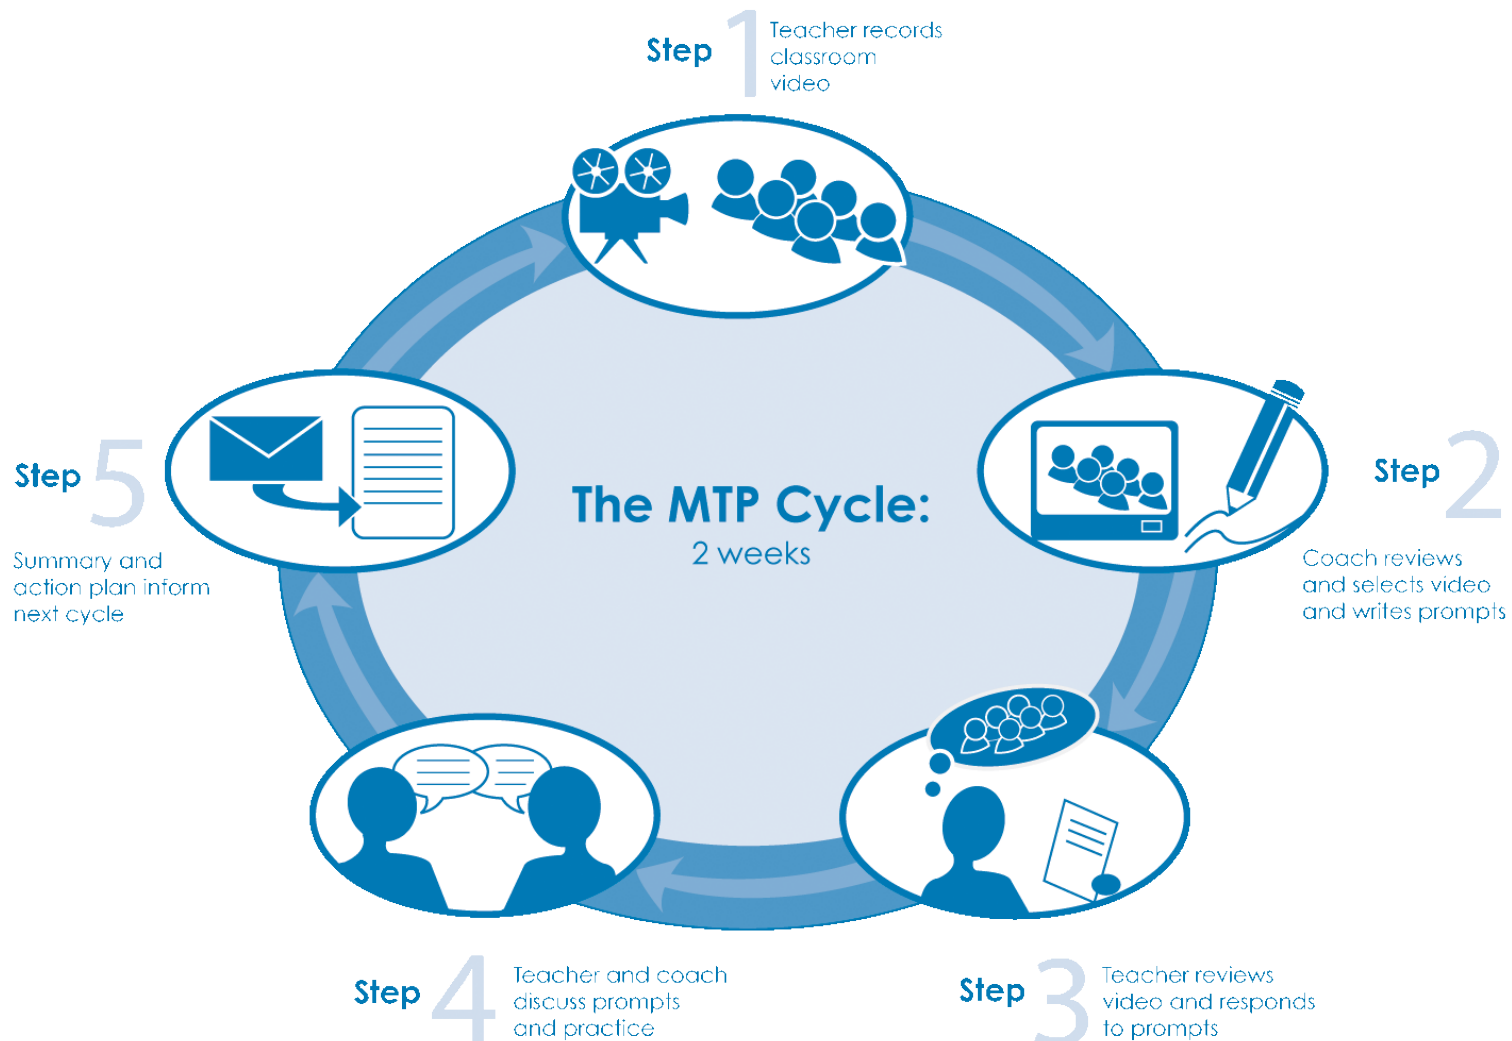 Step 1
Teacher records
classroom
video
The MTP Cycle:
2 weeks
Step 2
Coach reviews
and selects video
and writes prompts
Step 3
Teacher reviews
video and responds
to prompts
Step 4
Teacher and coach
discuss prompts
and practice
Step 5
Summary and
action plan inform
next cycle